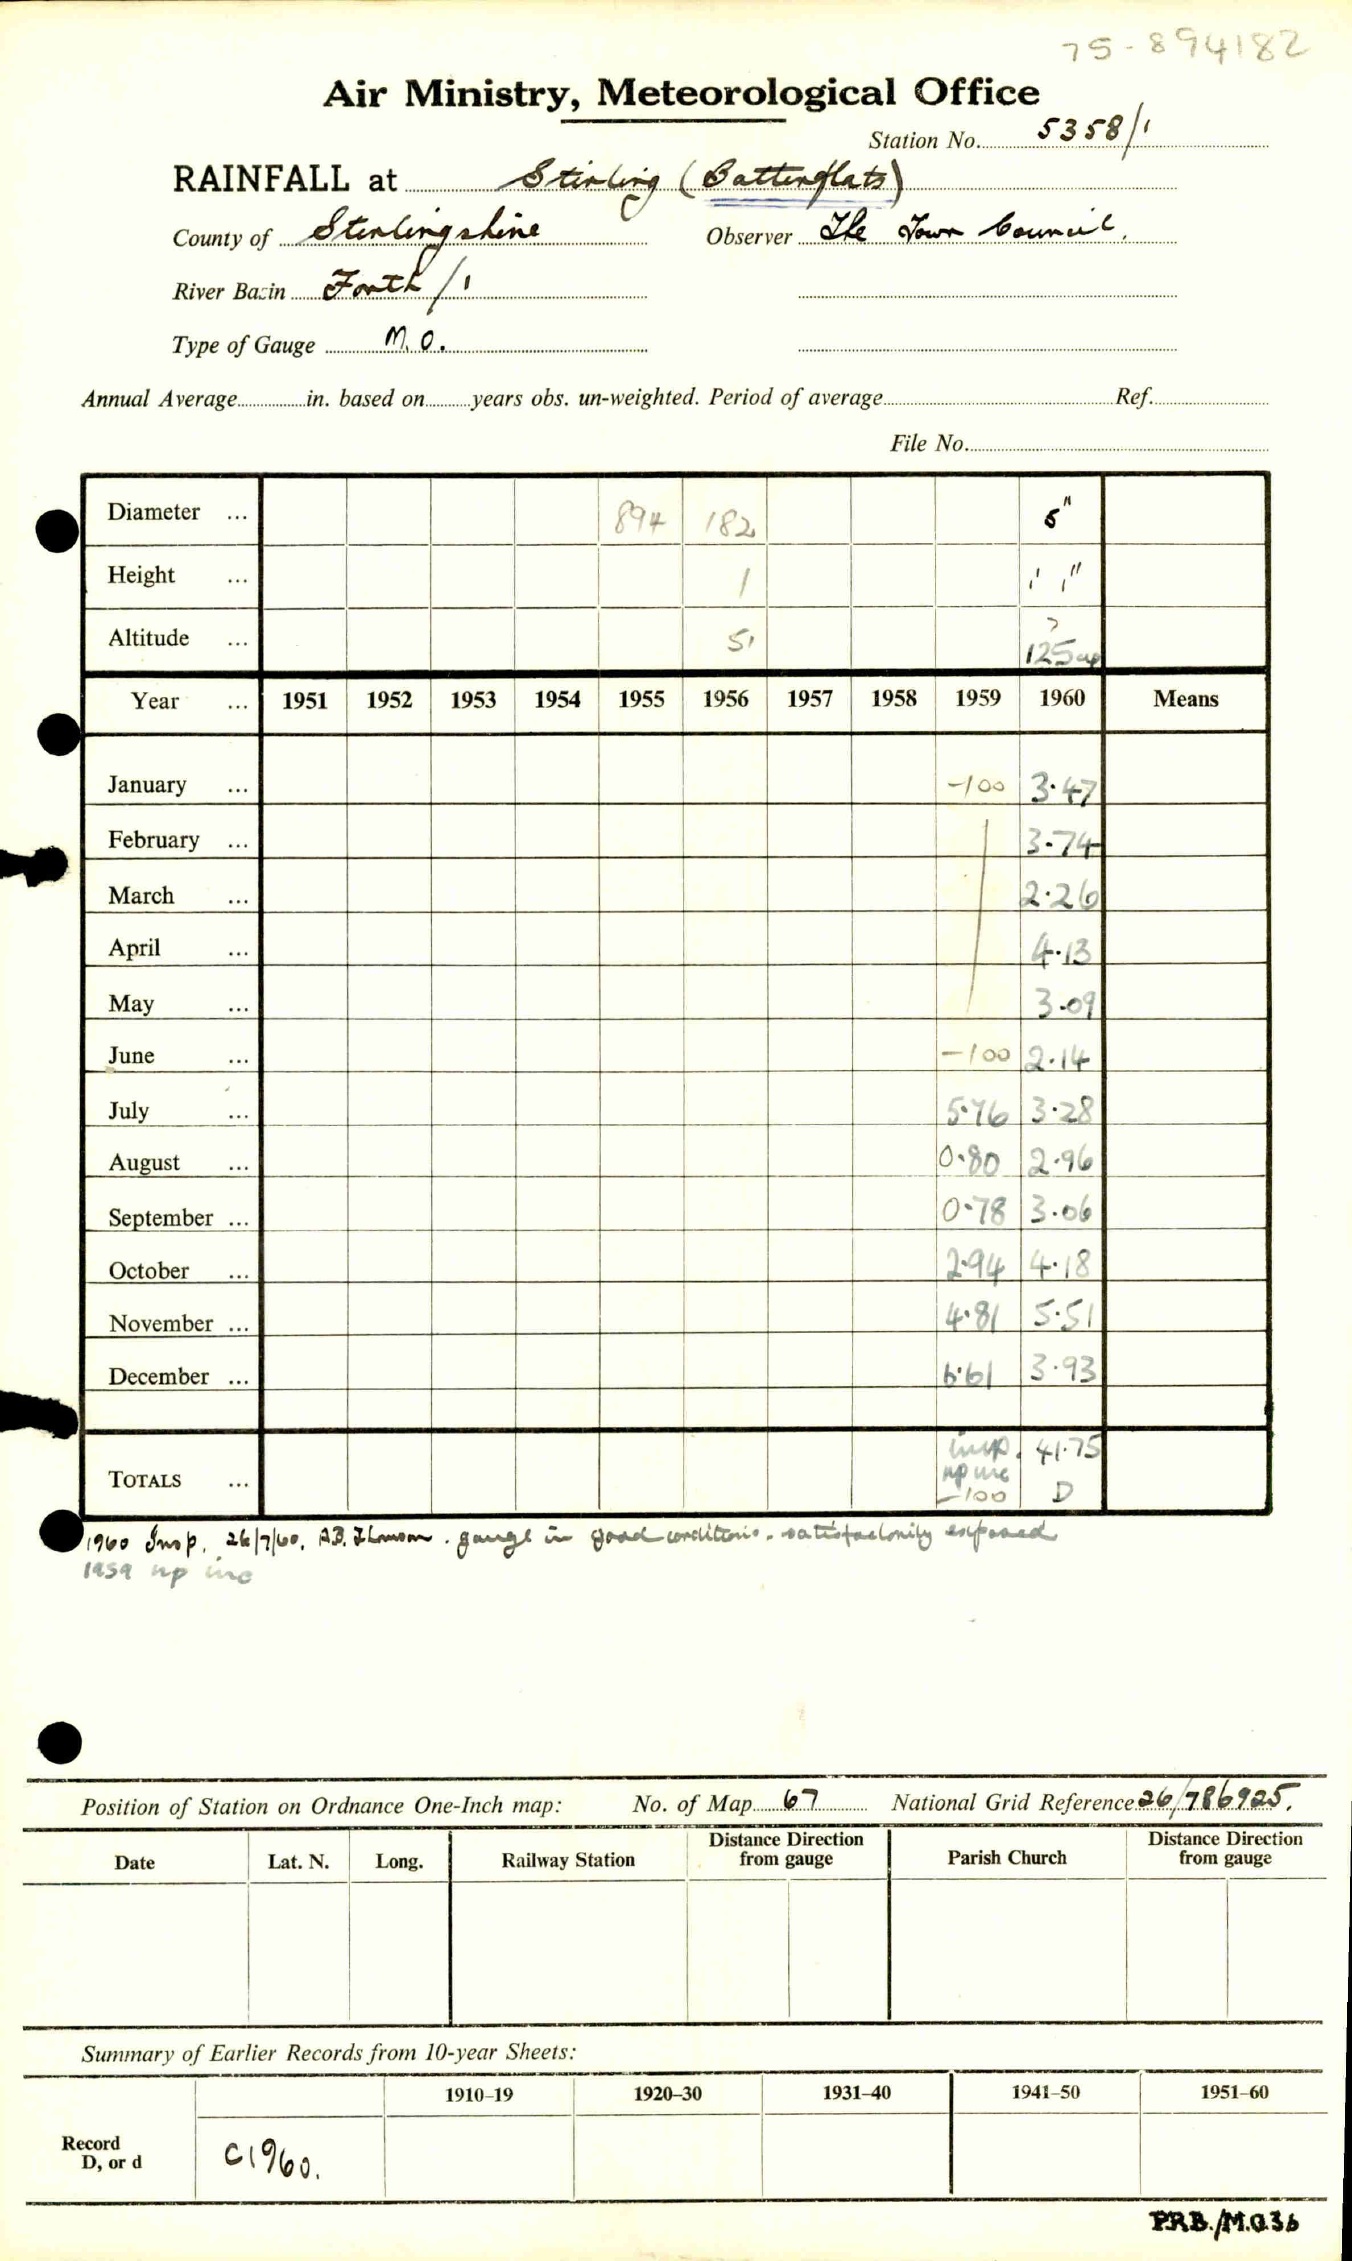 75-894182
Air Ministry, Meteorological Office
Station No. 5358/1
RAINFALL at Stirling (Batterflats)
County of Stirlingshire Observer The Town Council.
River Basin Forth/1
Type of Gauge M.O.
Annual Average in. based on years obs. un-weighted. Period of average Ref.
File No.
Diameter ... 894 182 5"
Height ... 1 1' 1"
Altitude ... 51 ? 125
Year ... 1951 1952 1953 1954 1955 1956 1957 1958 1959 1960 Means
January ... -100 3.47
February ... 3.74
March ... 2.26
April ... 4.13
May ... 3.09
June ... -100 2.14
July ... 5.76 3.28
August ... 0.80 2.96
September ... 0.78 3.06
October ... 2.94 4.18
November ... 4.81 5.51
December ... 6.61 3.93
TOTALS ... insp. 41.75
np inc
-100 D
1960 Insp. 26/7/60. A.B. Thomson. gauge in good condition. satisfactorily exposed
1959 np inc
Position of Station on Ordnance One-Inch map: No. of Map 67 National Grid Reference 26/786925.
Date Lat. N. Long. Railway Station Distance Direction from gauge Parish Church Distance Direction from gauge
Summary of Earlier Records from 10-year Sheets:
1910–19 1920–30 1931–40 1941–50 1951–60
Record
D, or d
C1960.
P.R.B./M.O.36